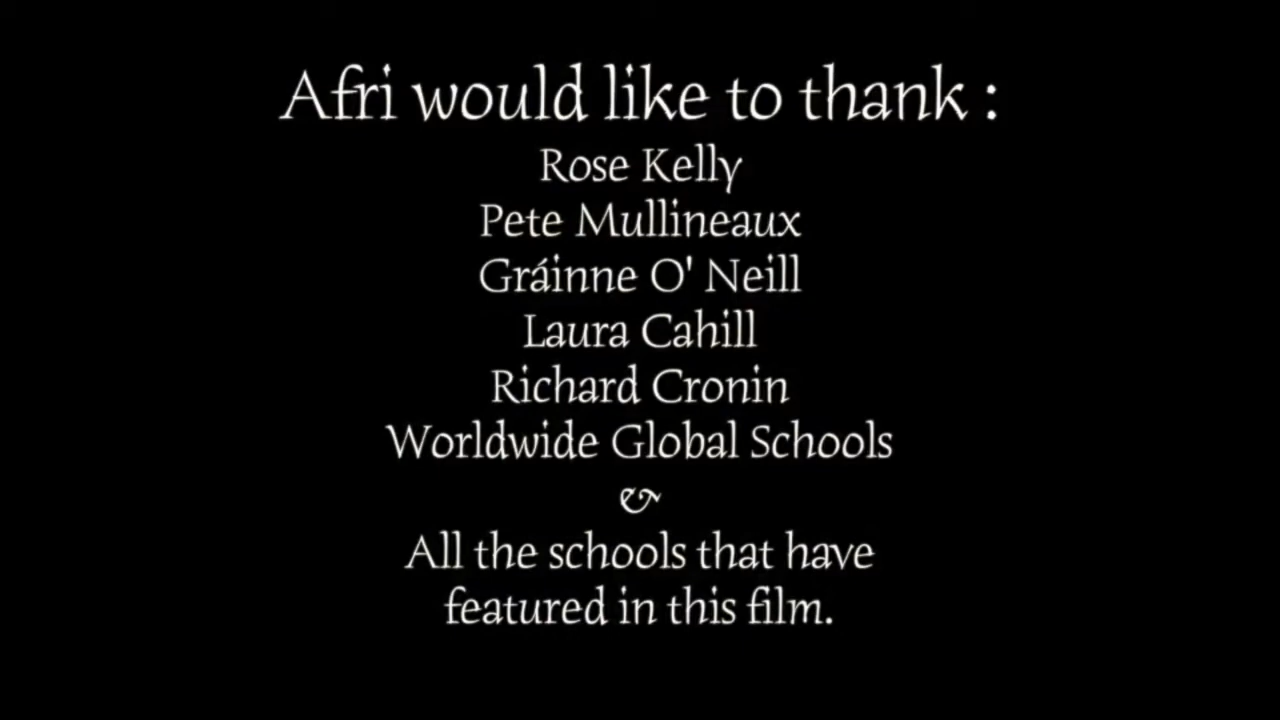 Afri would like to thank :
Rose Kelly
Pete Mullineaux
Gráinne O' Neill
Laura Cahill
Richard Cronin
Worldwide Global Schools
&
All the schools that have
featured in this film.